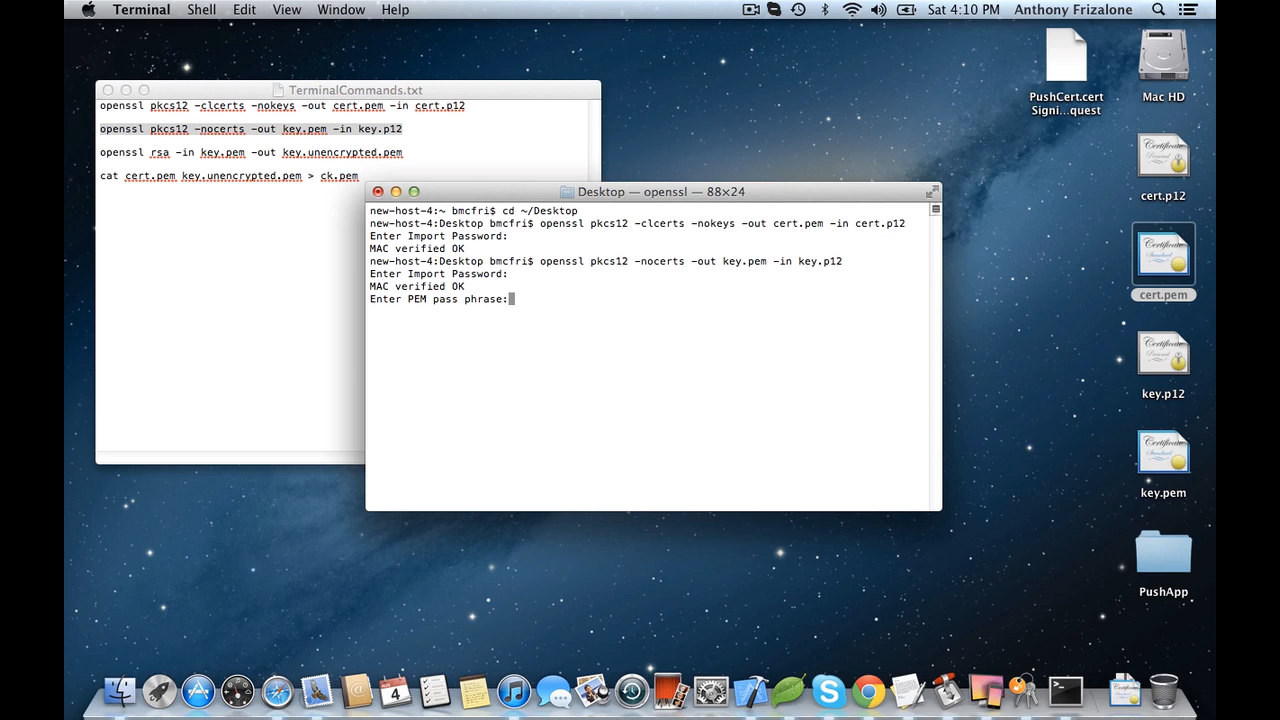 Terminal Shell Edit View Window Help
Sat 4:10 PM Anthony Frizalone
TerminalCommands.txt
openssl pkcs12 -clcerts -nokeys -out cert.pem -in cert.p12
openssl pkcs12 -nocerts -out key.pem -in key.p12
openssl rsa -in key.pem -out key.unencrypted.pem
cat cert.pem key.unencrypted.pem > ck.pem
Desktop — openssl — 88×24
new-host-4:~ bmcfri$ cd ~/Desktop
new-host-4:Desktop bmcfri$ openssl pkcs12 -clcerts -nokeys -out cert.pem -in cert.p12
Enter Import Password:
MAC verified OK
new-host-4:Desktop bmcfri$ openssl pkcs12 -nocerts -out key.pem -in key.p12
Enter Import Password:
MAC verified OK
Enter PEM pass phrase:
PushCert.cert
Signi...quest
Mac HD
cert.p12
cert.pem
key.p12
key.pem
PushApp
4